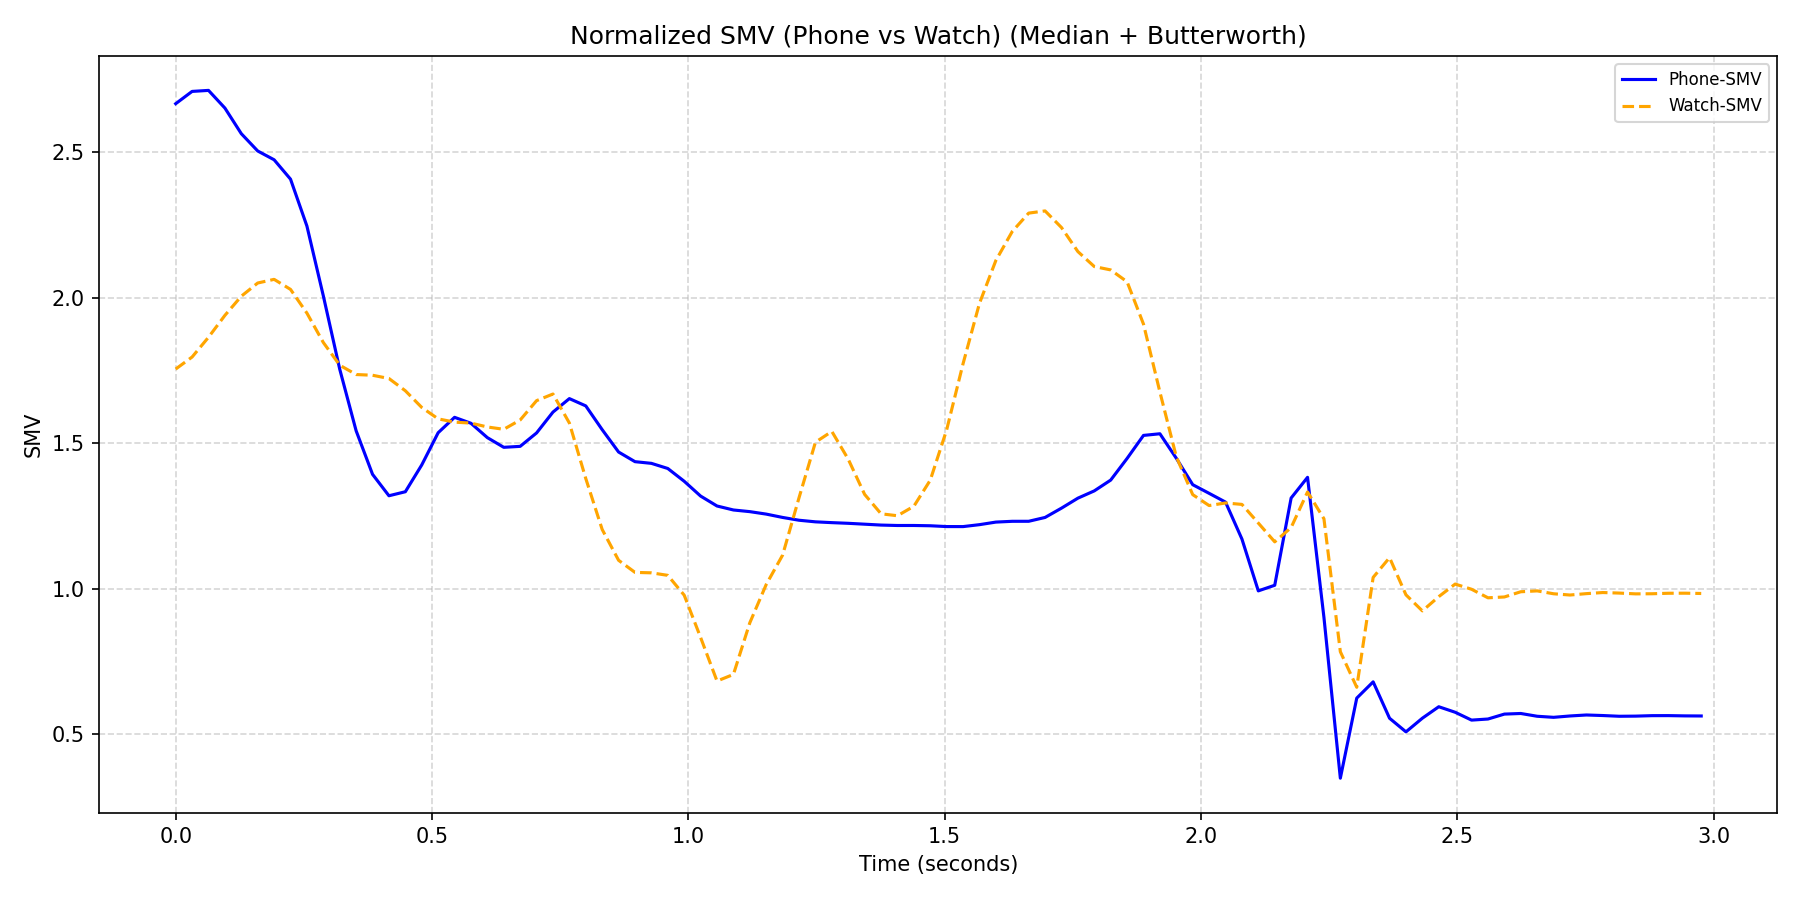 Normalized SMV (Phone vs Watch) (Median + Butterworth)
Phone-SMV
Watch-SMV
SMV
2.5
2.0
1.5
1.0
0.5
0.0 0.5 1.0 1.5 2.0 2.5 3.0
Time (seconds)